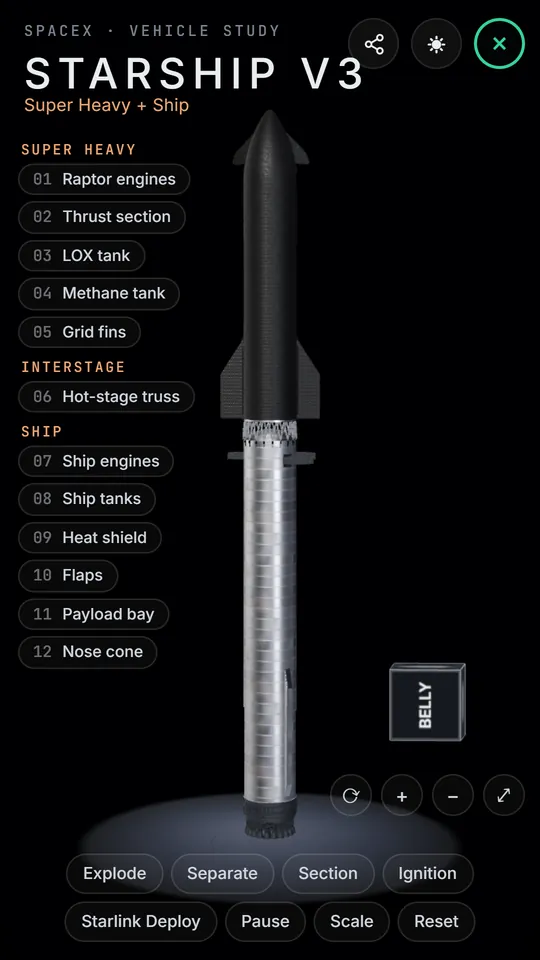 SPACEX · VEHICLE STUDY
STARSHIP V3
Super Heavy + Ship
SUPER HEAVY
01 Raptor engines
02 Thrust section
03 LOX tank
04 Methane tank
05 Grid fins
INTERSTAGE
06 Hot-stage truss
SHIP
07 Ship engines
08 Ship tanks
09 Heat shield
10 Flaps
11 Payload bay
12 Nose cone
BELLY
Explode Separate Section Ignition
Starlink Deploy Pause Scale Reset